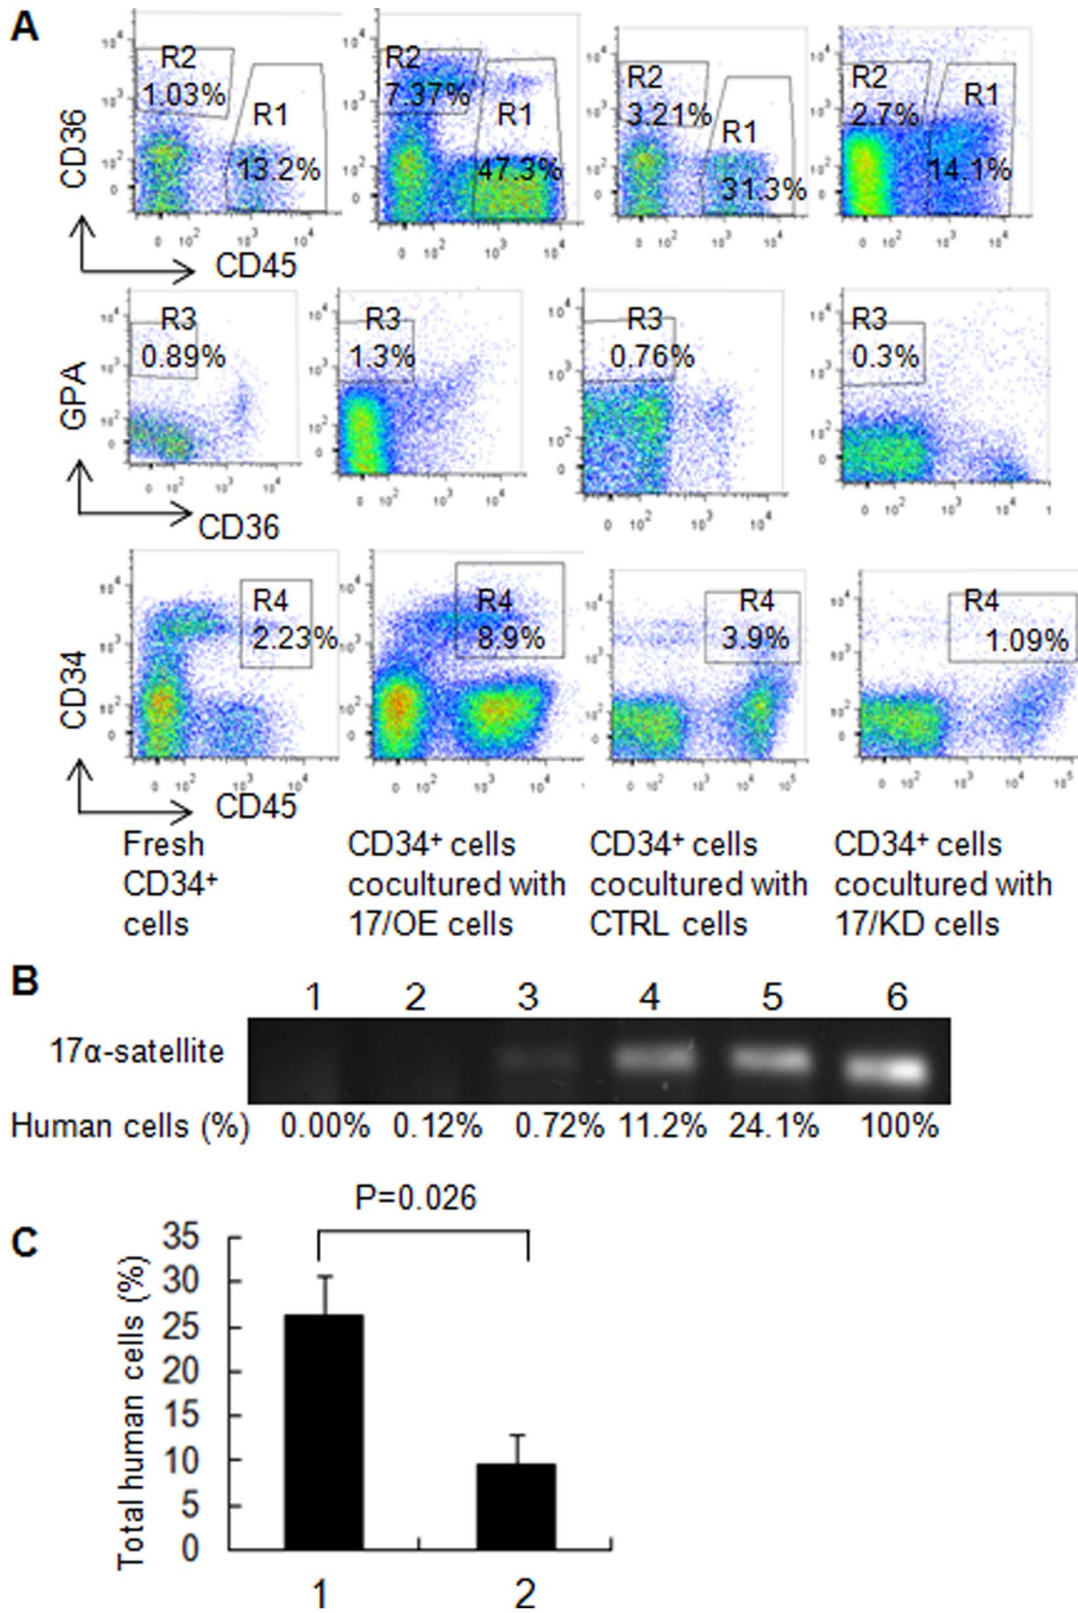 A
CD36
R2
1.03%
R1
13.2%
R2
7.37%
R1
47.3%
R2
3.21%
R1
31.3%
R2
2.7%
R1
14.1%
CD45
GPA
R3
0.89%
R3
1.3%
R3
0.76%
R3
0.3%
CD36
CD34
R4
2.23%
R4
8.9%
R4
3.9%
R4
1.09%
CD45
Fresh
CD34⁺
cells
CD34⁺ cells
cocultured with
17/OE cells
CD34⁺ cells
cocultured with
CTRL cells
CD34⁺ cells
cocultured with
17/KD cells
B
1 2 3 4 5 6
17α-satellite
Human cells (%) 0.00% 0.12% 0.72% 11.2% 24.1% 100%
C
P=0.026
Total human cells (%)
35
30
25
20
15
10
5
0
1 2